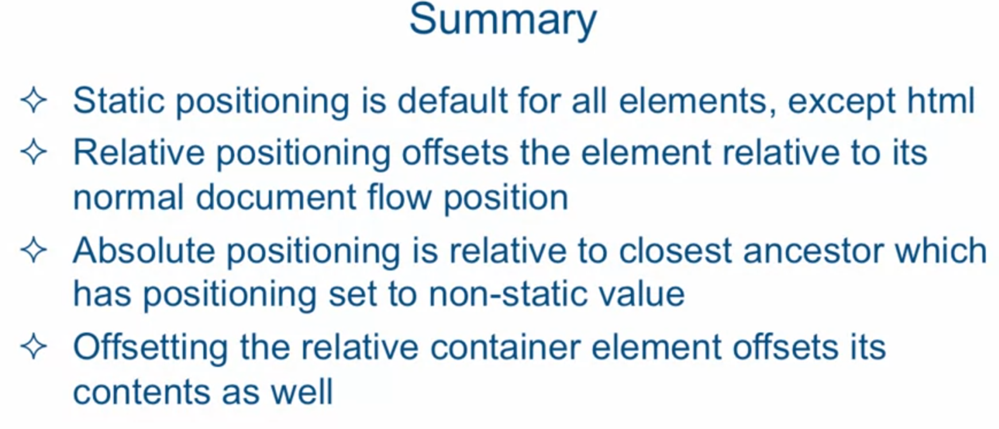 Summary
✧ Static positioning is default for all elements, except html
✧ Relative positioning offsets the element relative to its
normal document flow position
✧ Absolute positioning is relative to closest ancestor which
has positioning set to non-static value
✧ Offsetting the relative container element offsets its
contents as well